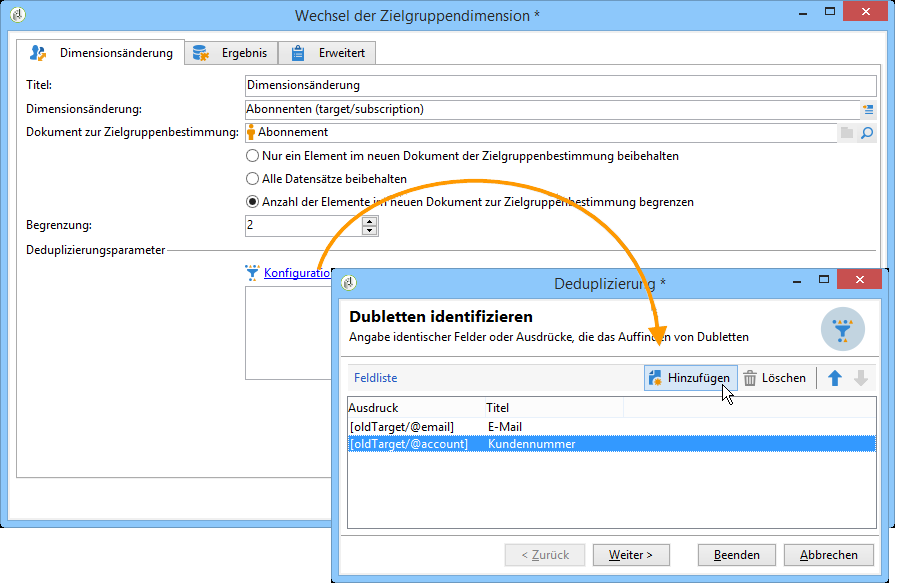 Wechsel der Zielgruppendimension *
Dimensionsänderung Ergebnis Erweitert
Titel: Dimensionsänderung
Dimensionsänderung: Abonnenten (target/subscription)
Dokument zur Zielgruppenbestimmung: Abonnement
Nur ein Element im neuen Dokument der Zielgruppenbestimmung beibehalten
Alle Datensätze beibehalten
Anzahl der Elemente im neuen Dokument zur Zielgruppenbestimmung begrenzen
Begrenzung: 2
Deduplizierungsparameter
Konfiguratio
Deduplizierung *
Dubletten identifizieren
Angabe identischer Felder oder Ausdrücke, die das Auffinden von Dubletten
Feldliste Hinzufügen Löschen
Ausdruck Titel
[oldTarget/@email] E-Mail
[oldTarget/@account] Kundennummer
< Zurück Weiter > Beenden Abbrechen